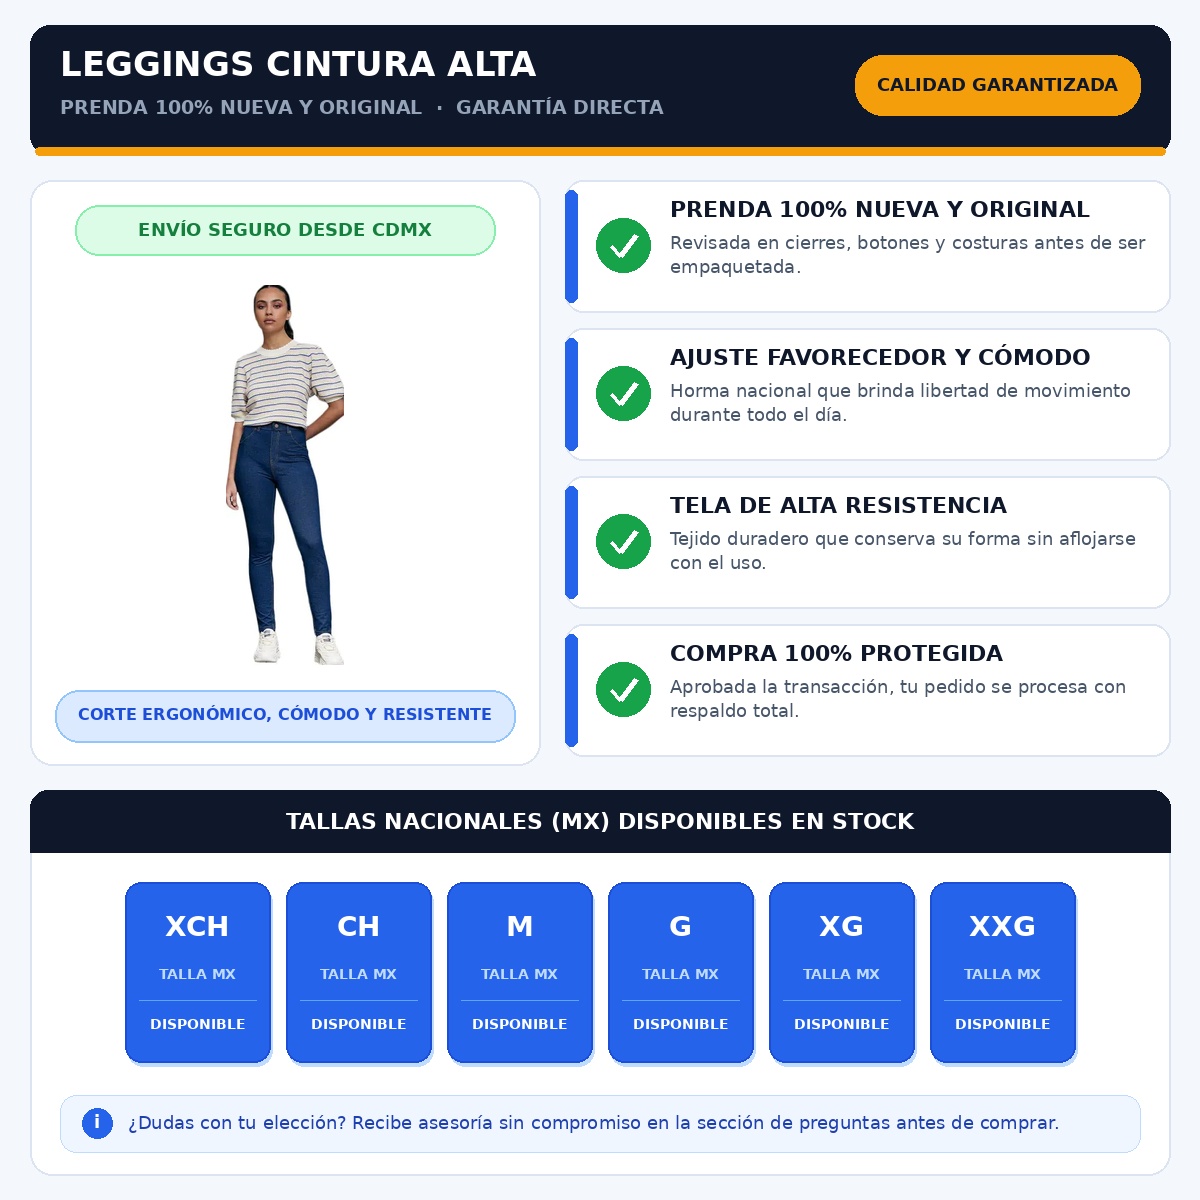 LEGGINGS CINTURA ALTA
PRENDA 100% NUEVA Y ORIGINAL · GARANTÍA DIRECTA
CALIDAD GARANTIZADA
ENVÍO SEGURO DESDE CDMX
CORTE ERGONÓMICO, CÓMODO Y RESISTENTE
PRENDA 100% NUEVA Y ORIGINAL
Revisada en cierres, botones y costuras antes de ser
empaquetada.
AJUSTE FAVORECEDOR Y CÓMODO
Horma nacional que brinda libertad de movimiento
durante todo el día.
TELA DE ALTA RESISTENCIA
Tejido duradero que conserva su forma sin aflojarse
con el uso.
COMPRA 100% PROTEGIDA
Aprobada la transacción, tu pedido se procesa con
respaldo total.
TALLAS NACIONALES (MX) DISPONIBLES EN STOCK
XCH
TALLA MX
DISPONIBLE
CH
TALLA MX
DISPONIBLE
M
TALLA MX
DISPONIBLE
G
TALLA MX
DISPONIBLE
XG
TALLA MX
DISPONIBLE
XXG
TALLA MX
DISPONIBLE
i
¿Dudas con tu elección? Recibe asesoría sin compromiso en la sección de preguntas antes de comprar.